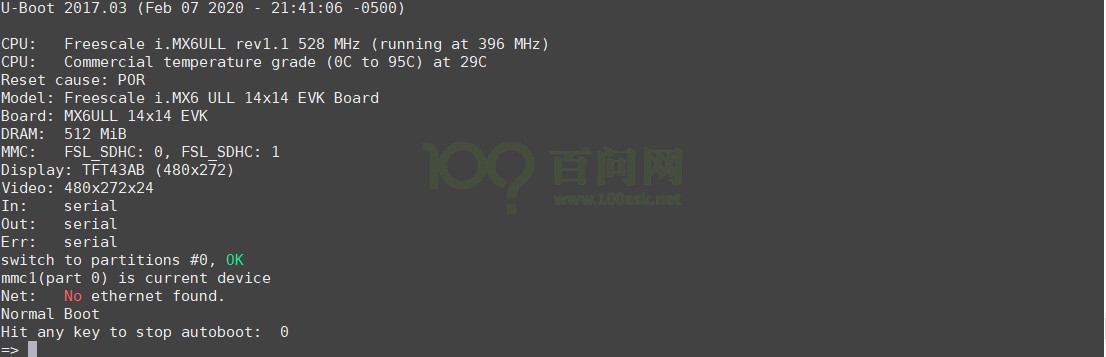 U-Boot 2017.03 (Feb 07 2020 - 21:41:06 -0500)
CPU:   Freescale i.MX6ULL rev1.1 528 MHz (running at 396 MHz)
CPU:   Commercial temperature grade (0C to 95C) at 29C
Reset cause: POR
Model: Freescale i.MX6 ULL 14x14 EVK Board
Board: MX6ULL 14x14 EVK
DRAM:  512 MiB
MMC:   FSL_SDHC: 0, FSL_SDHC: 1
Display: TFT43AB (480x272)
Video: 480x272x24
In:    serial
Out:   serial
Err:   serial
switch to partitions #0, OK
mmc1(part 0) is current device
Net:   No ethernet found.
Normal Boot
Hit any key to stop autoboot:  0
=>
100? 百问网
www.100ask.net